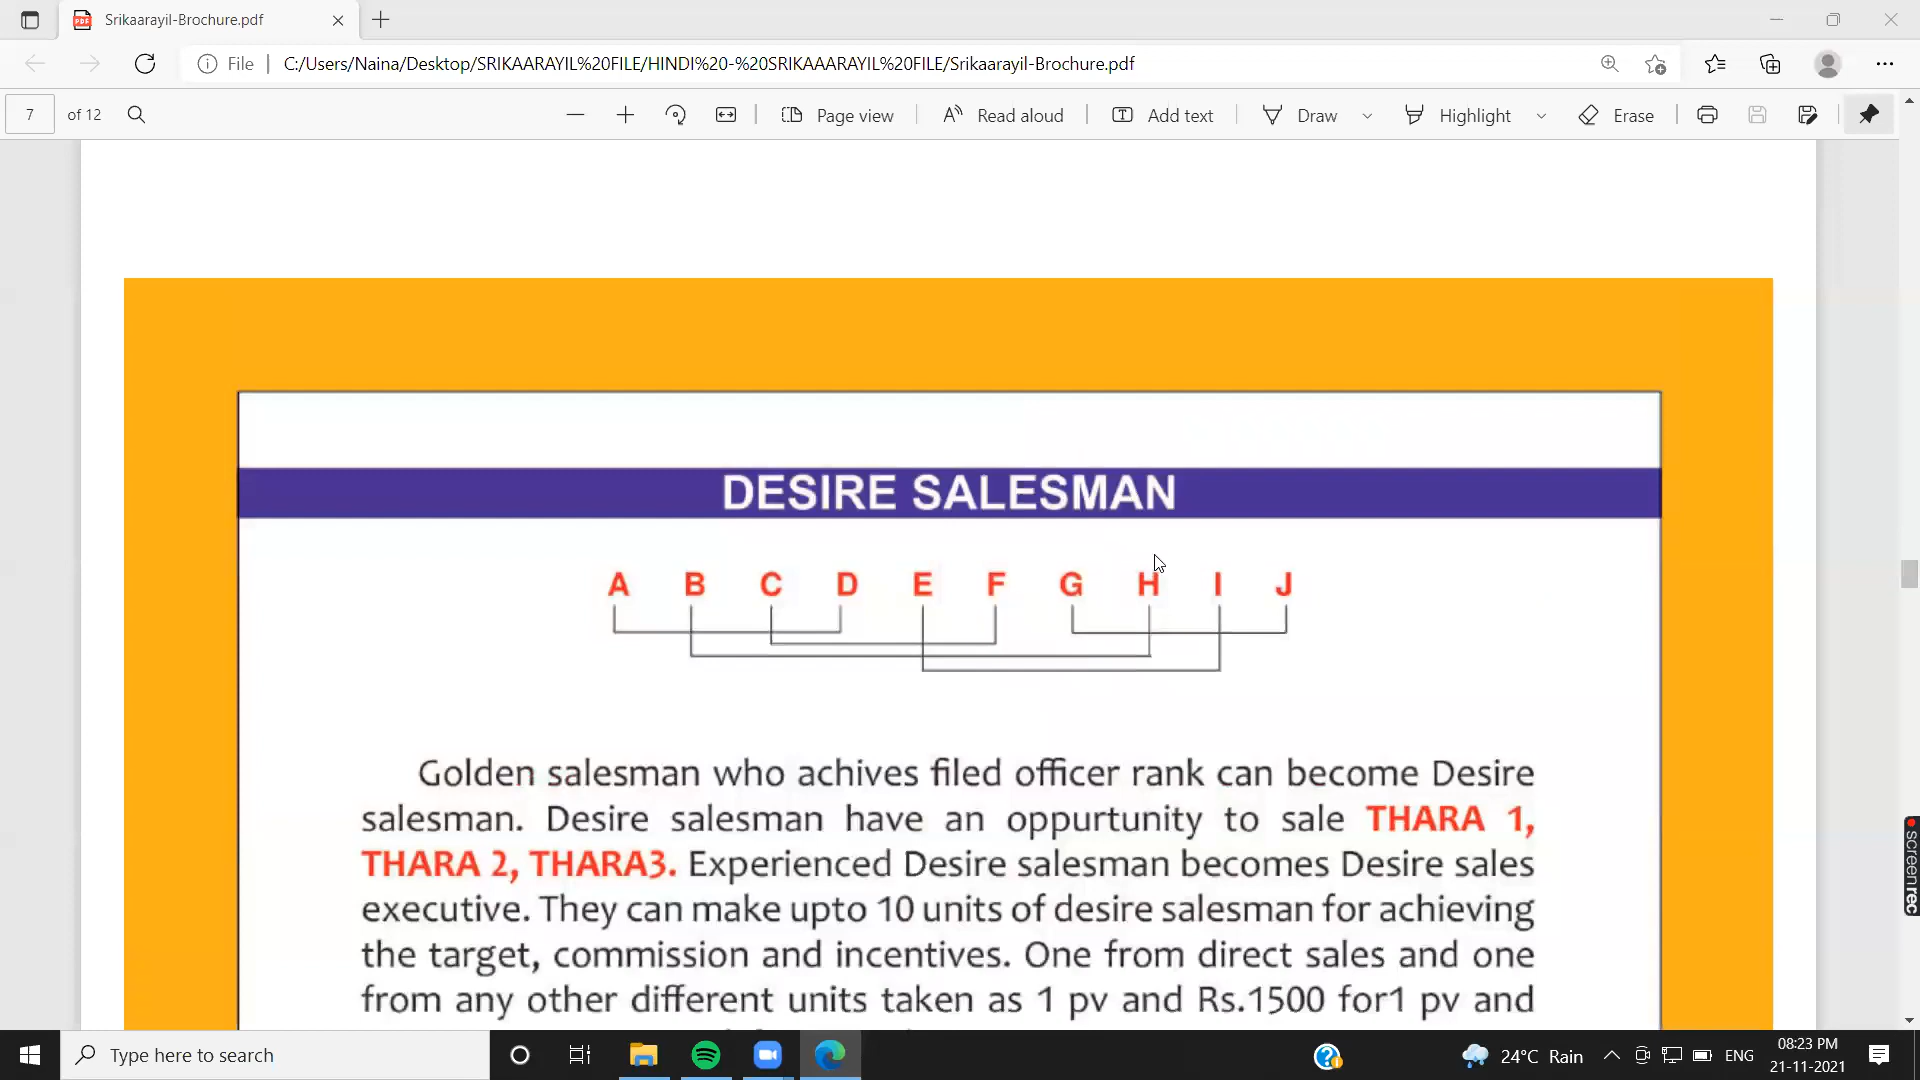 Srikaarayil-Brochure.pdf
File
C:/Users/Naina/Desktop/SRIKAARAYIL%20FILE/HINDI%20-%20SRIKAAARAYIL%20FILE/Srikaarayil-Brochure.pdf
7 of 12
Page view
Read aloud
Add text
Draw
Highlight
Erase
DESIRE SALESMAN
A B C D E F G H I J
Golden salesman who achives filed officer rank can become Desire
salesman. Desire salesman have an oppurtunity to sale THARA 1,
THARA 2, THARA3. Experienced Desire salesman becomes Desire sales
executive. They can make upto 10 units of desire salesman for achieving
the target, commission and incentives. One from direct sales and one
from any other different units taken as 1 pv and Rs.1500 for1 pv and
screenrec
Type here to search
24°C Rain
ENG
08:23 PM
21-11-2021